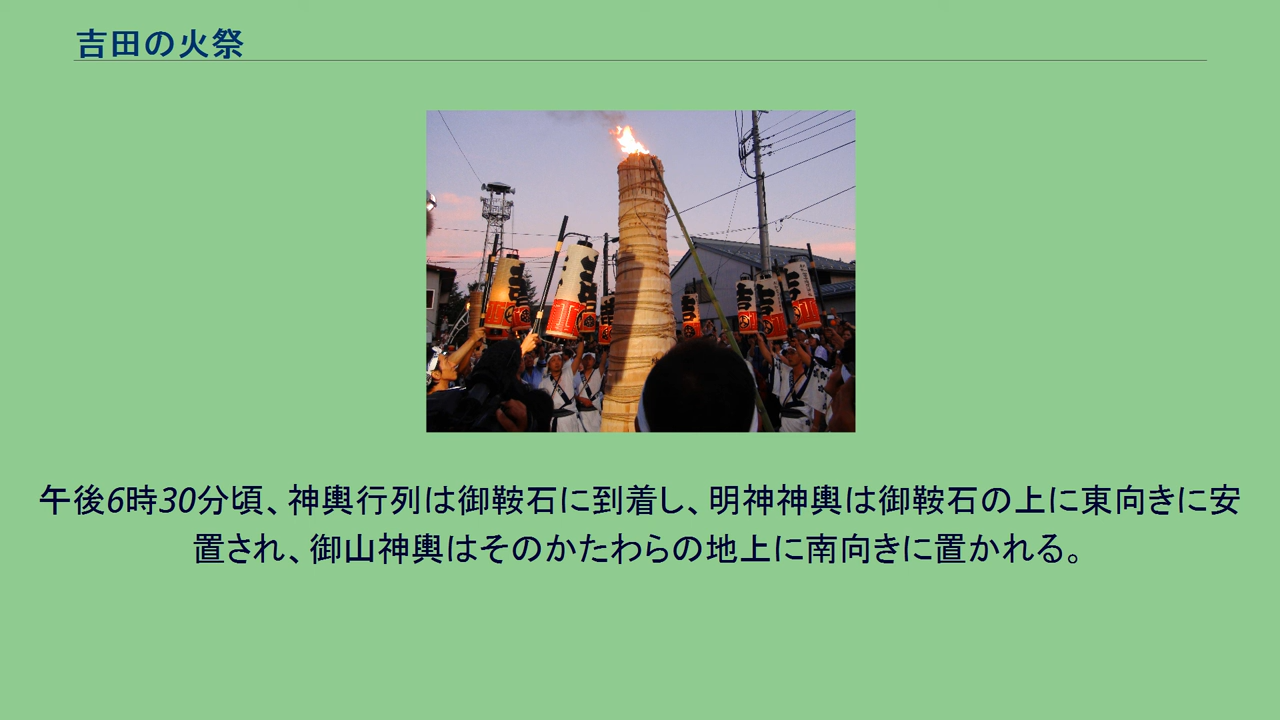 吉田の火祭
午後6時30分頃、神輿行列は御鞍石に到着し、明神神輿は御鞍石の上に東向きに安
置され、御山神輿はそのかたわらの地上に南向きに置かれる。